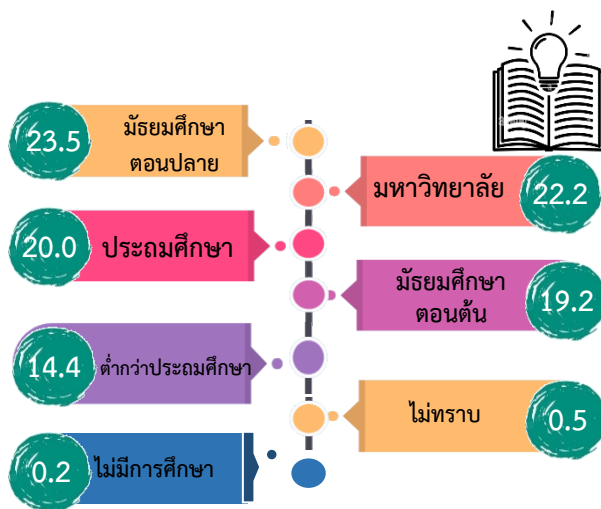 23.5
มัธยมศึกษา
ตอนปลาย
มหาวิทยาลัย
22.2
20.0
ประถมศึกษา
มัธยมศึกษา
ตอนต้น
19.2
14.4
ต่ำกว่าประถมศึกษา
ไม่ทราบ
0.5
0.2
ไม่มีการศึกษา